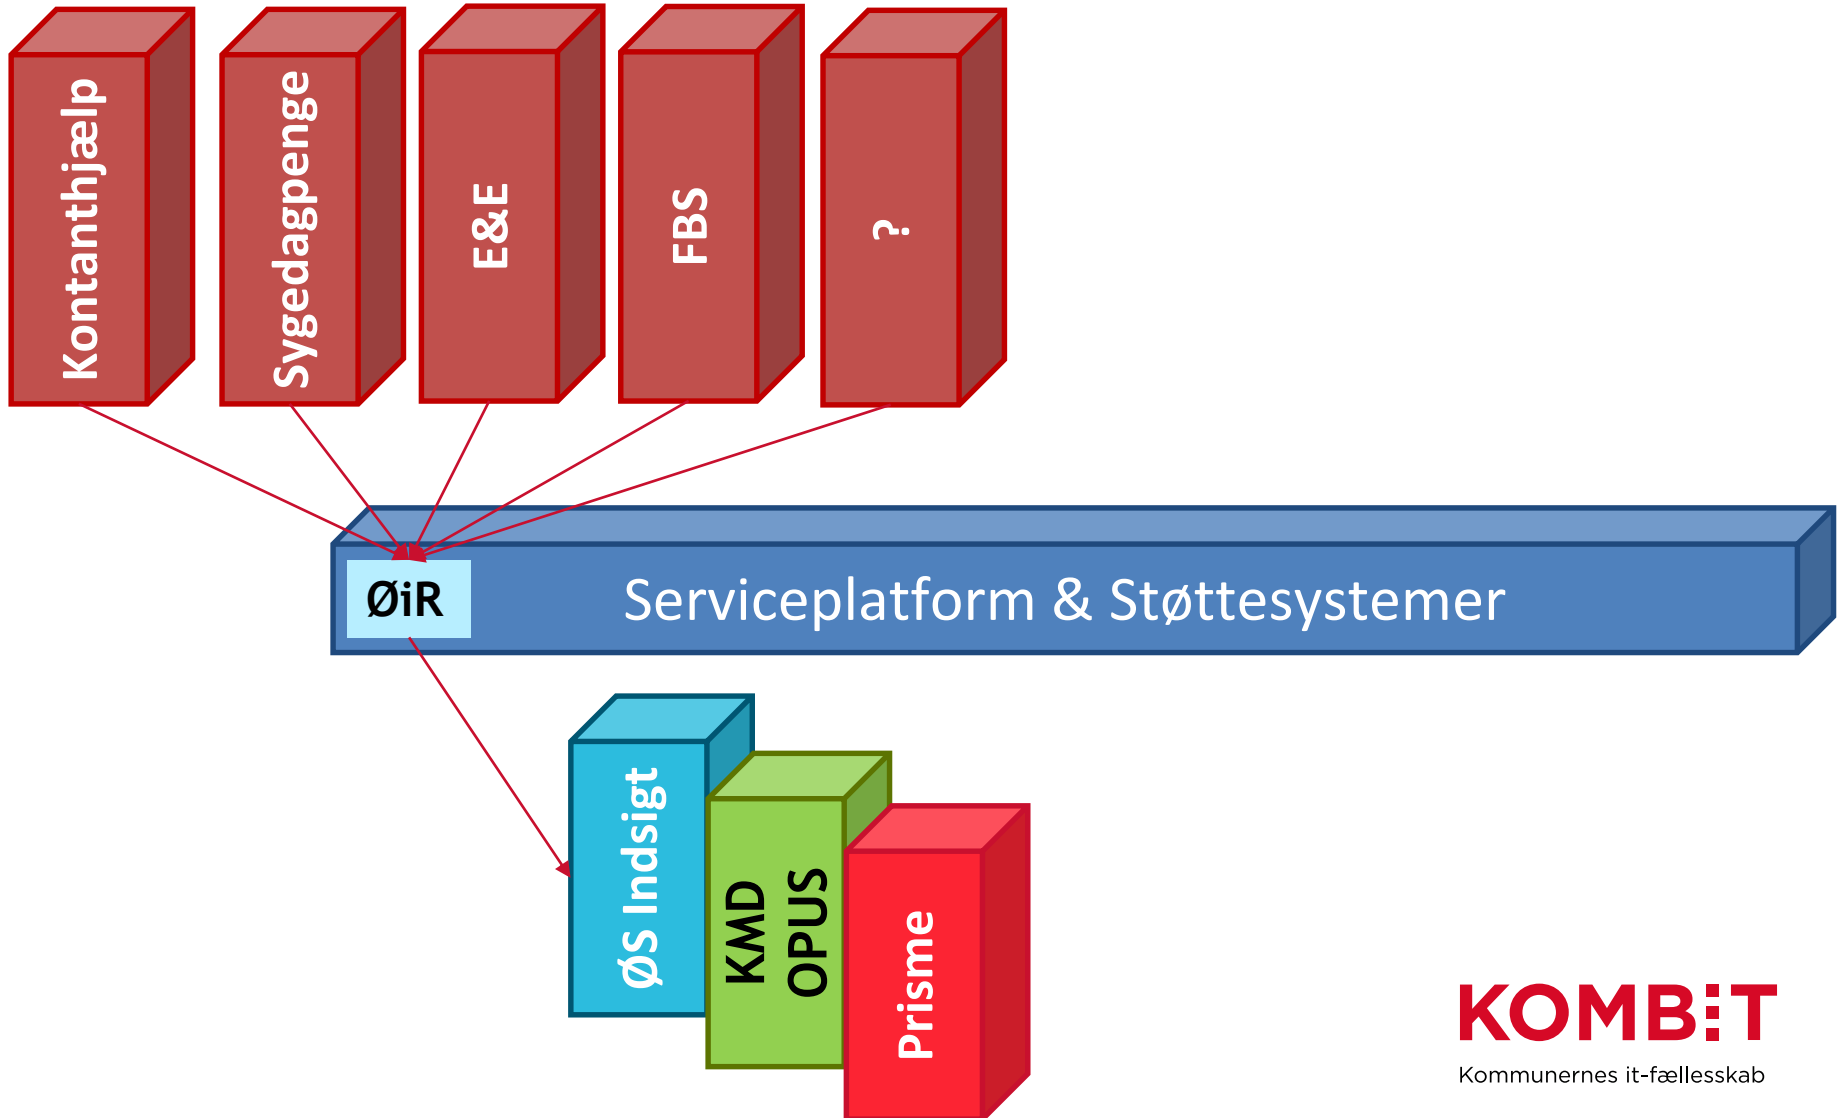 Kontanthjælp
Sygedagpenge
E&E
FBS
?
ØiR
Serviceplatform & Støttesystemer
ØS Indsigt
KMD
OPUS
Prisme
KOMBIT
Kommunernes it-fællesskab